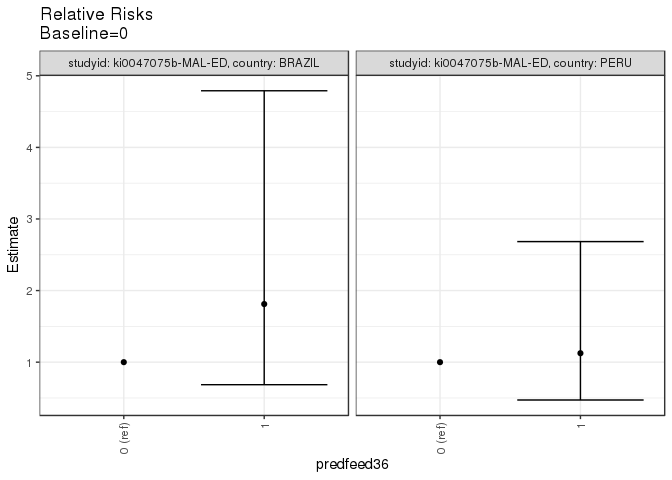 Relative Risks
Baseline=0
studyid: ki0047075b-MAL-ED, country: BRAZIL
studyid: ki0047075b-MAL-ED, country: PERU
5
4
3
2
1
Estimate
0 (ref)
1
0 (ref)
1
predfeed36